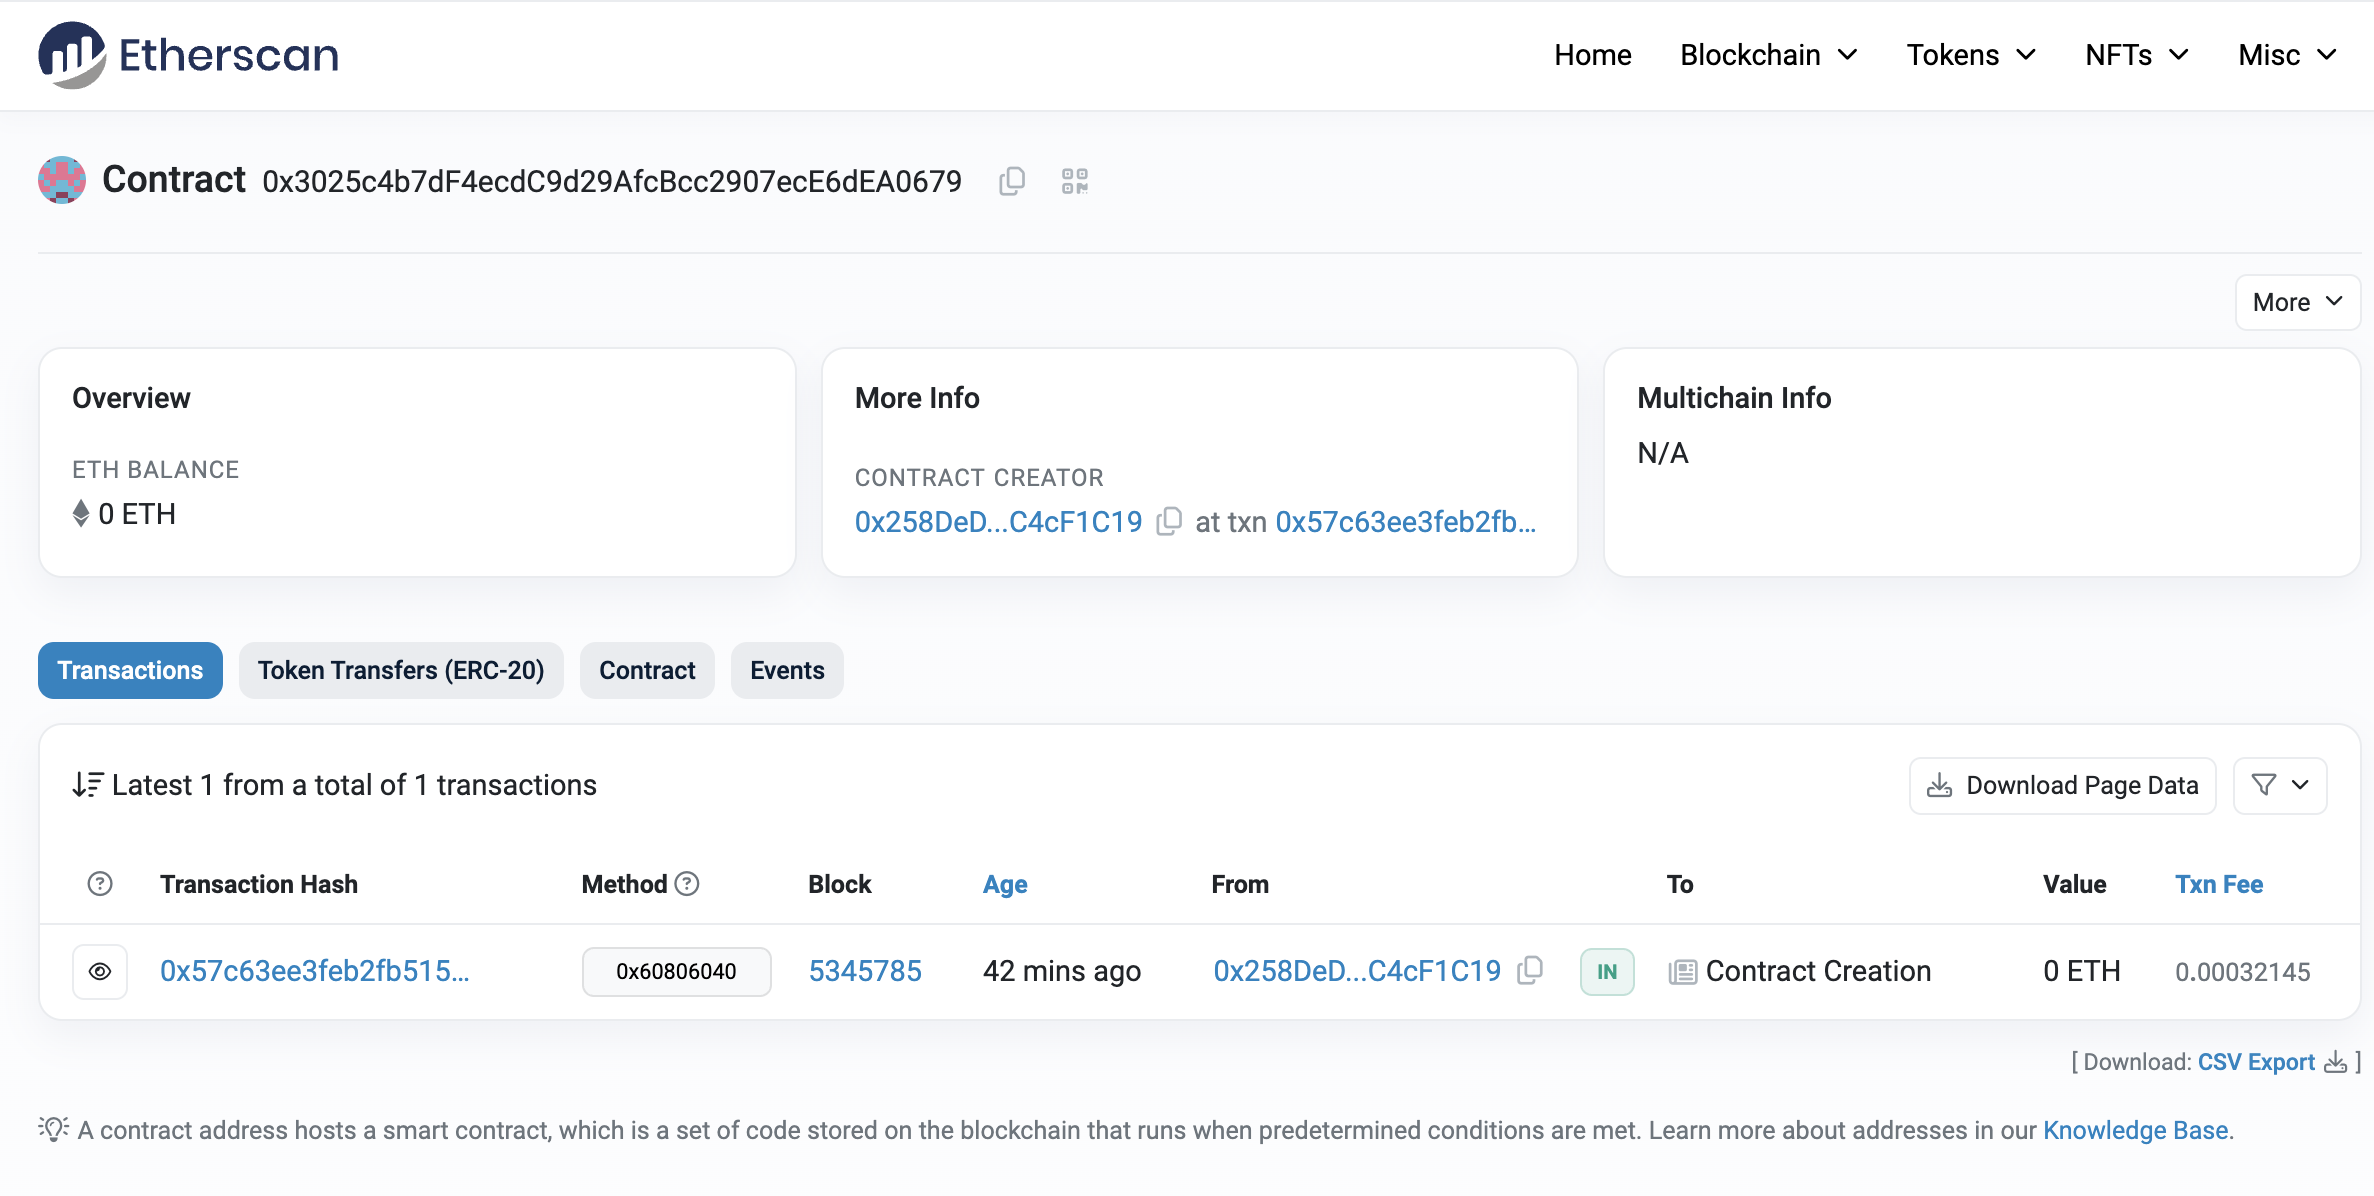 Etherscan
Home Blockchain Tokens NFTs Misc
Contract 0x3025c4b7dF4ecdC9d29AfcBcc2907ecE6dEA0679
More
Overview
ETH BALANCE
0 ETH
More Info
CONTRACT CREATOR
0x258DeD...C4cF1C19 at txn 0x57c63ee3feb2fb...
Multichain Info
N/A
Transactions Token Transfers (ERC-20) Contract Events
Latest 1 from a total of 1 transactions
Download Page Data
Transaction Hash Method Block Age From To Value Txn Fee
0x57c63ee3feb2fb515... 0x60806040 5345785 42 mins ago 0x258DeD...C4cF1C19 IN Contract Creation 0 ETH 0.00032145
[ Download: CSV Export ]
A contract address hosts a smart contract, which is a set of code stored on the blockchain that runs when predetermined conditions are met. Learn more about addresses in our Knowledge Base.